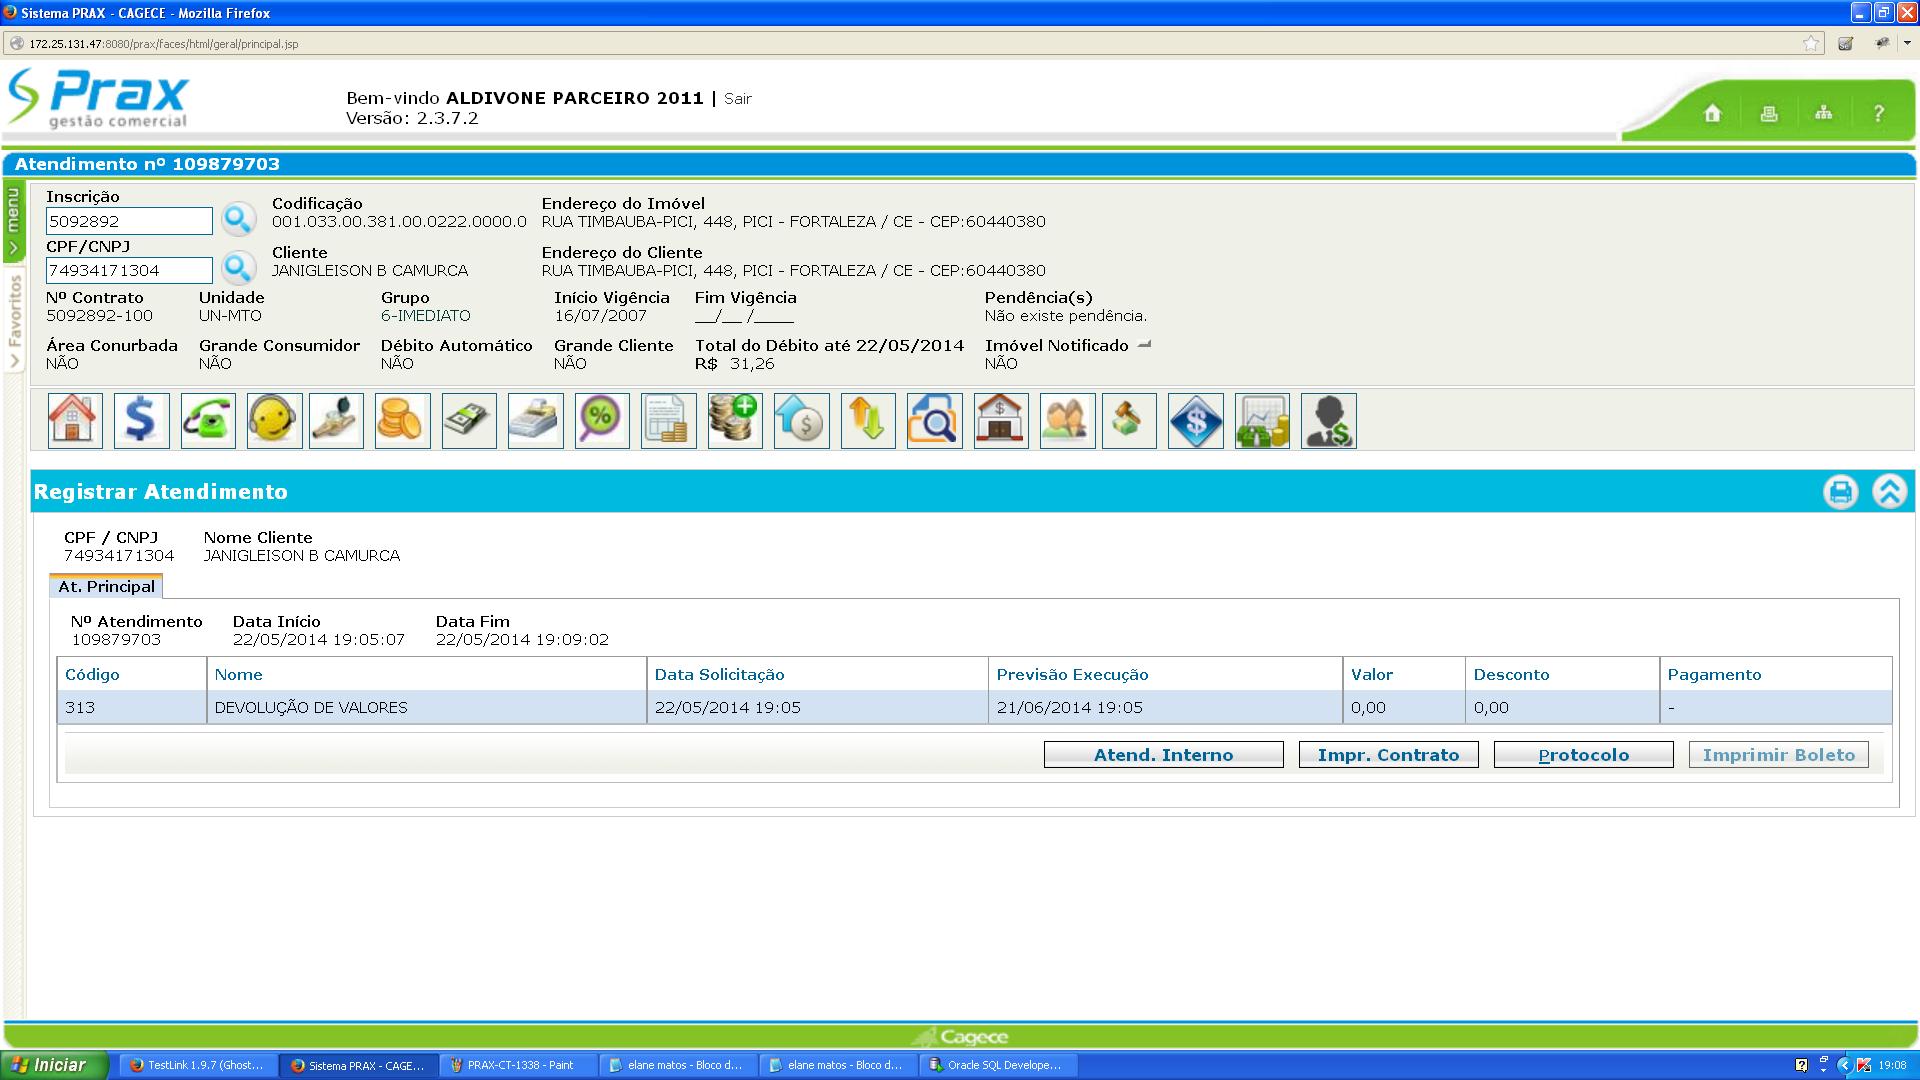 Sistema PRAX - CAGECE - Mozilla Firefox
172.25.131.47:8080/prax/faces/html/geral/principal.jsp
Prax
gestão comercial
Bem-vindo ALDIVONE PARCEIRO 2011 | Sair
Versão: 2.3.7.2
?
Atendimento nº 109879703
menu
Favoritos
Inscrição
5092892
Codificação
001.033.00.381.00.0222.0000.0
Endereço do Imóvel
RUA TIMBAUBA-PICI, 448, PICI - FORTALEZA / CE - CEP:60440380
CPF/CNPJ
74934171304
Cliente
JANIGLEISON B CAMURCA
Endereço do Cliente
RUA TIMBAUBA-PICI, 448, PICI - FORTALEZA / CE - CEP:60440380
Nº Contrato Unidade Grupo Início Vigência Fim Vigência Pendência(s)
5092892-100 UN-MTO 6-IMEDIATO 16/07/2007 __/__ /____ Não existe pendência.
Área Conurbada Grande Consumidor Débito Automático Grande Cliente Total do Débito até 22/05/2014 Imóvel Notificado
NÃO NÃO NÃO NÃO R$ 31,26 NÃO
Registrar Atendimento
CPF / CNPJ Nome Cliente
74934171304 JANIGLEISON B CAMURCA
At. Principal
Nº Atendimento Data Início Data Fim
109879703 22/05/2014 19:05:07 22/05/2014 19:09:02
Código Nome Data Solicitação Previsão Execução Valor Desconto Pagamento
313 DEVOLUÇÃO DE VALORES 22/05/2014 19:05 21/06/2014 19:05 0,00 0,00 -
Atend. Interno Impr. Contrato Protocolo Imprimir Boleto
Cagece
Iniciar TestLink 1.9.7 (Ghost... Sistema PRAX - CAGE... PRAX-CT-1338 - Paint elane matos - Bloco d... elane matos - Bloco d... Oracle SQL Develope... 19:08